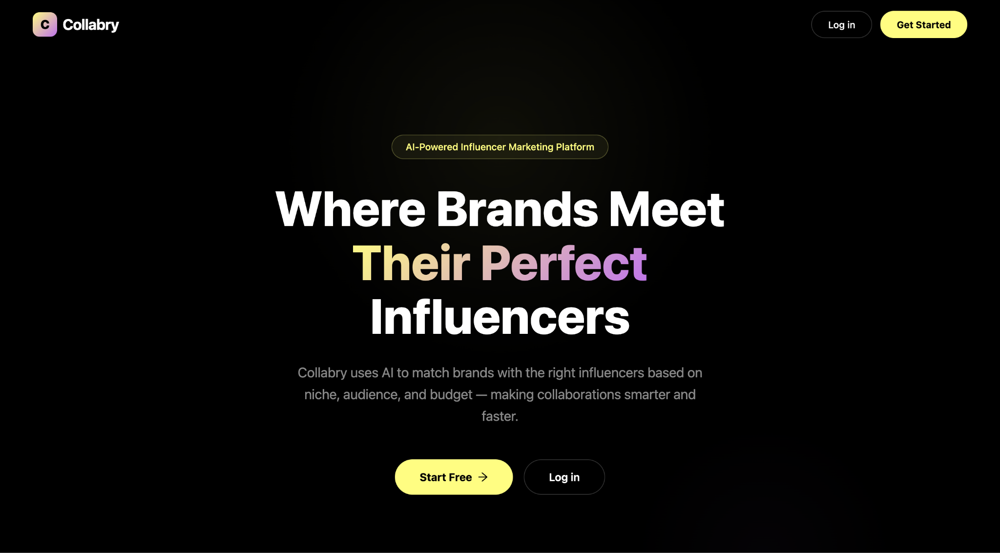 C Collabry
Log in
Get Started
AI-Powered Influencer Marketing Platform
Where Brands Meet
Their Perfect
Influencers
Collabry uses AI to match brands with the right influencers based on
niche, audience, and budget — making collaborations smarter and
faster.
Start Free →
Log in